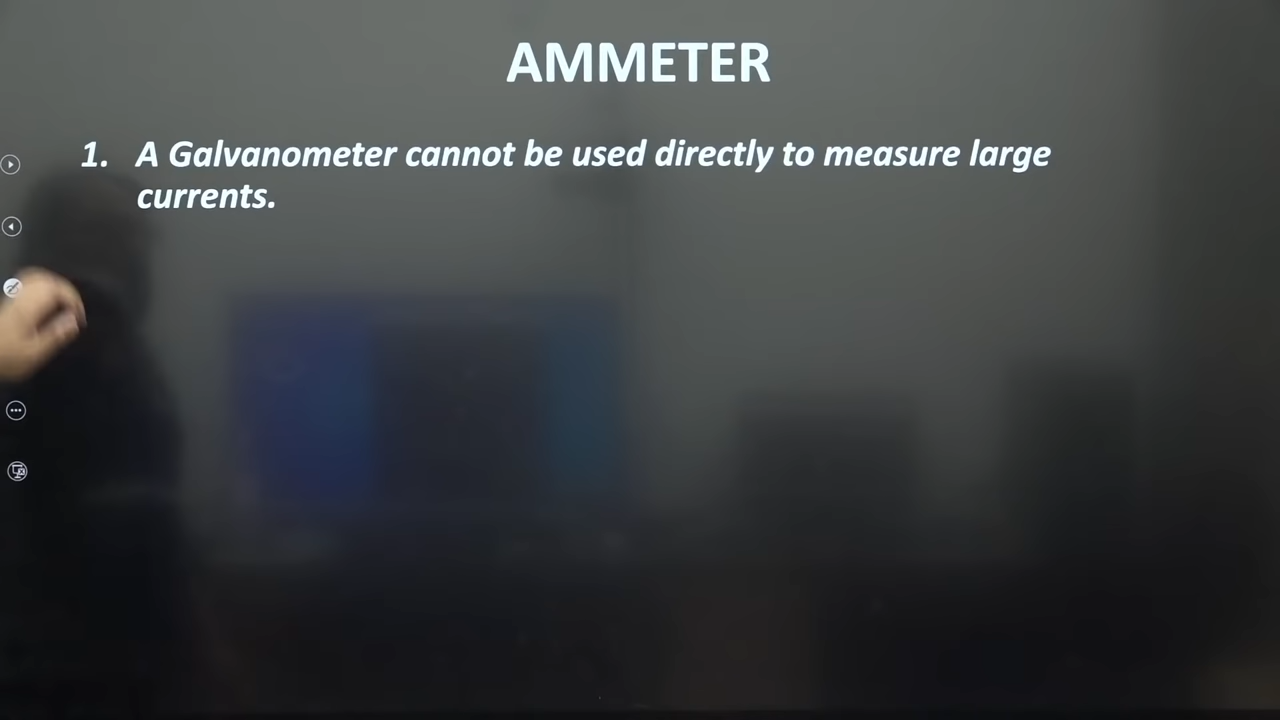 AMMETER
1. A Galvanometer cannot be used directly to measure large
currents.